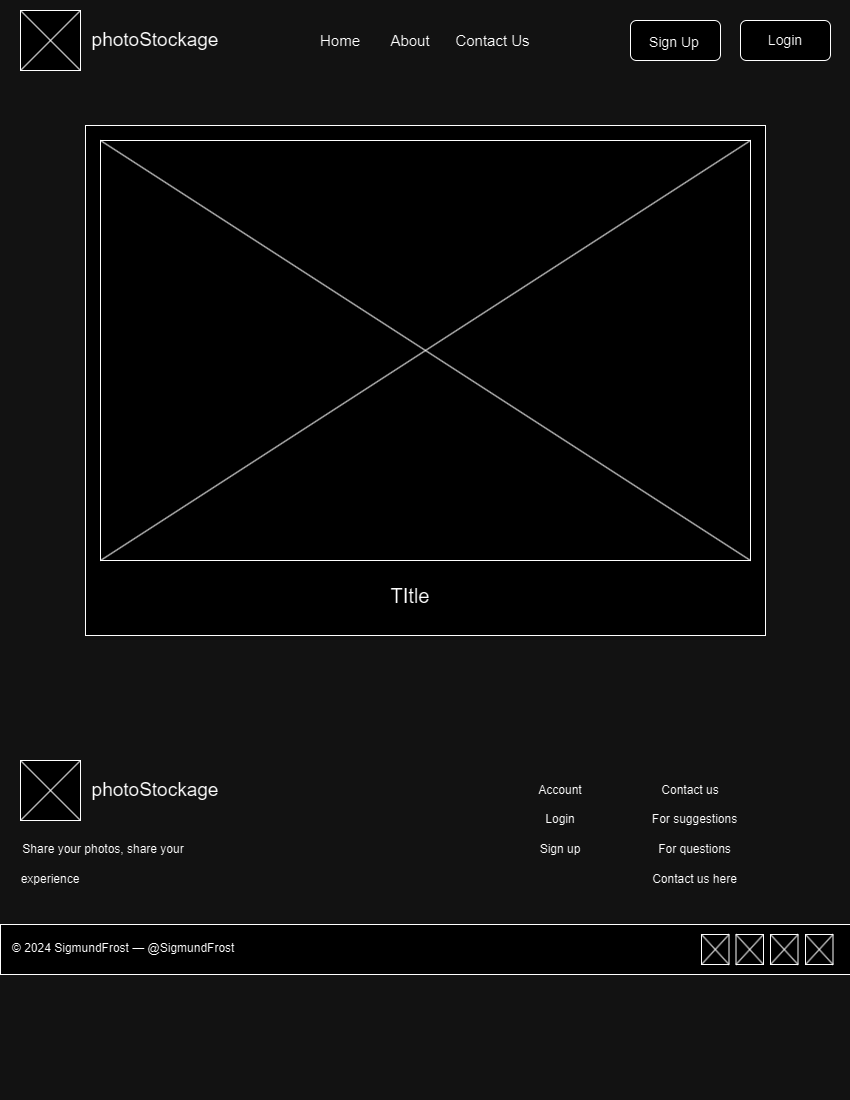 photoStockage
Home
About
Contact Us
Sign Up
Login
TItle
photoStockage
Share your photos, share your
experience
Account
Login
Sign up
Contact us
For suggestions
For questions
Contact us here
© 2024 SigmundFrost — @SigmundFrost